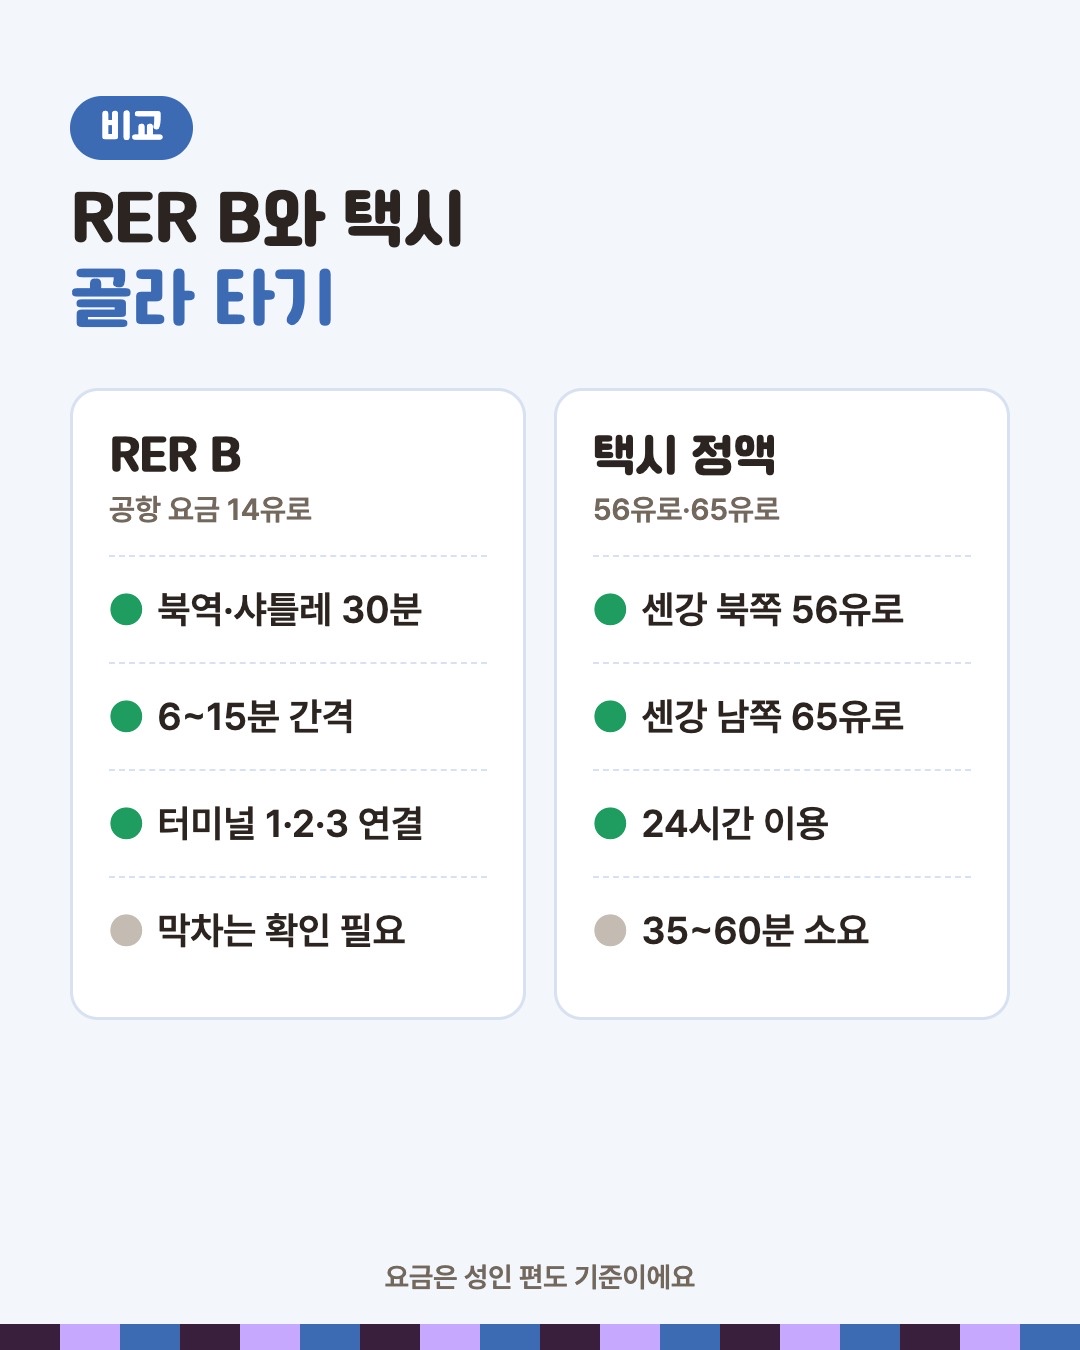 비교
RER B와 택시
골라 타기
RER B
공항 요금 14유로
북역·샤틀레 30분
6~15분 간격
터미널 1·2·3 연결
막차는 확인 필요
택시 정액
56유로·65유로
센강 북쪽 56유로
센강 남쪽 65유로
24시간 이용
35~60분 소요
요금은 성인 편도 기준이에요